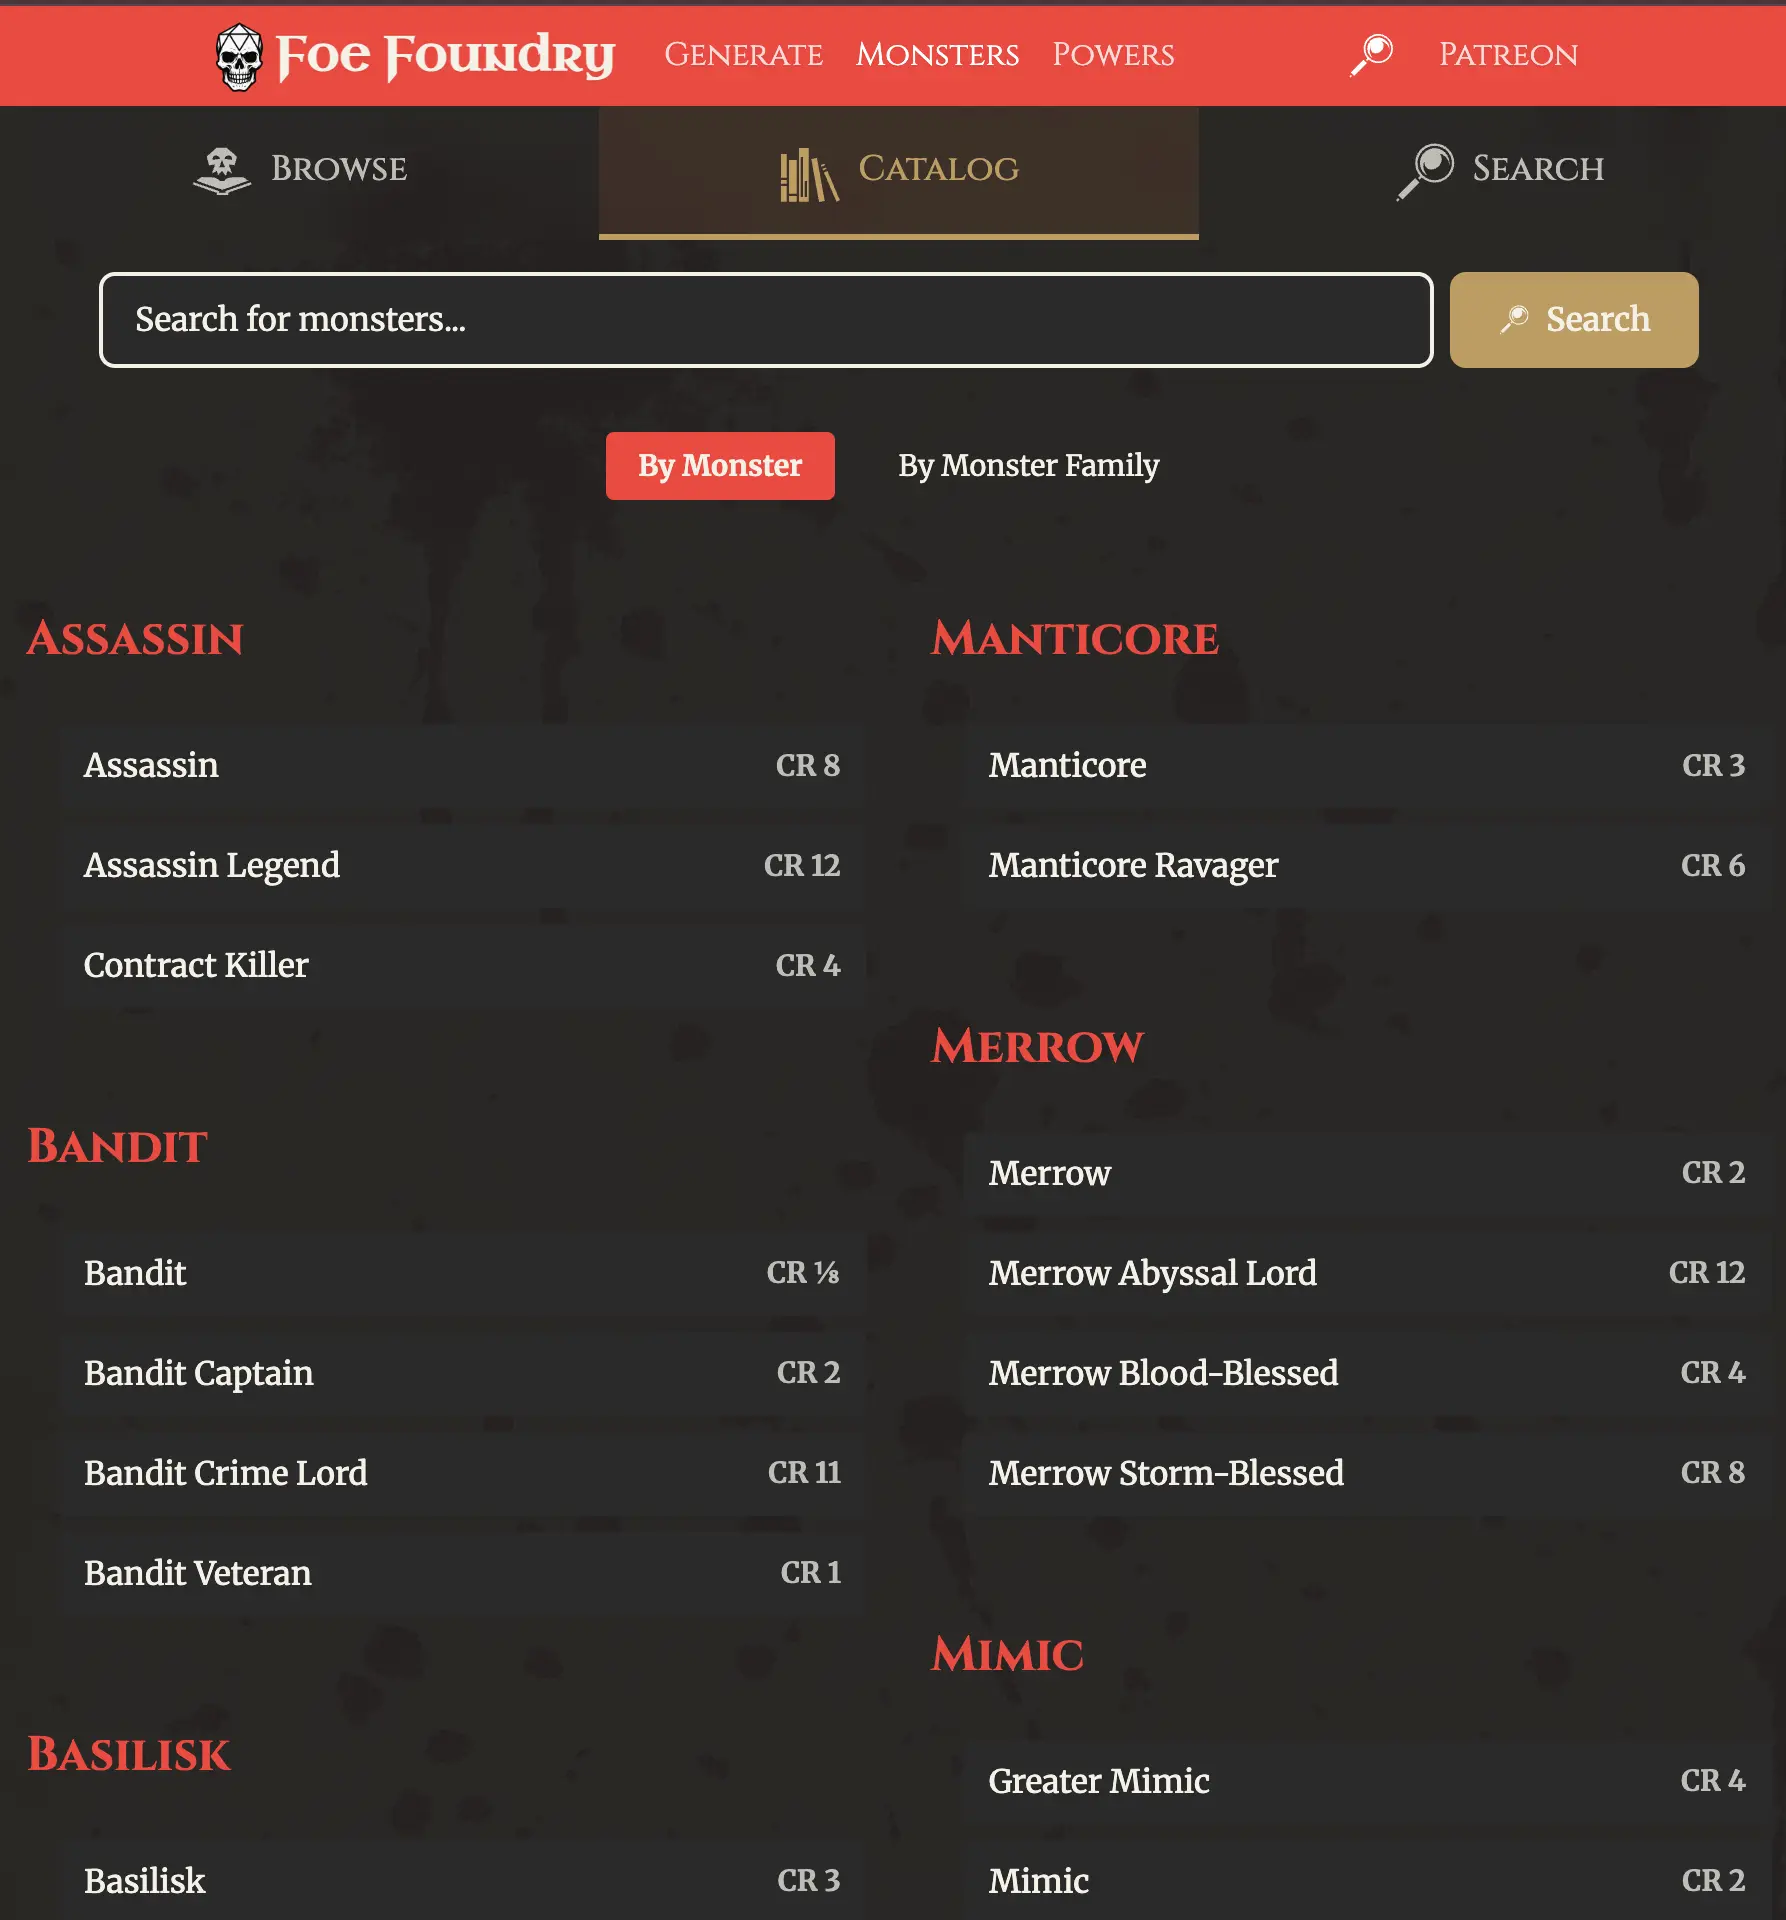 Foe Foundry
Generate
Monsters
Powers
Patreon
Browse
Catalog
Search
Search for monsters...
Search
By Monster
By Monster Family
Assassin
Assassin CR 8
Assassin Legend CR 12
Contract Killer CR 4
Bandit
Bandit CR ⅛
Bandit Captain CR 2
Bandit Crime Lord CR 11
Bandit Veteran CR 1
Basilisk
Basilisk CR 3
Manticore
Manticore CR 3
Manticore Ravager CR 6
Merrow
Merrow CR 2
Merrow Abyssal Lord CR 12
Merrow Blood-Blessed CR 4
Merrow Storm-Blessed CR 8
Mimic
Greater Mimic CR 4
Mimic CR 2